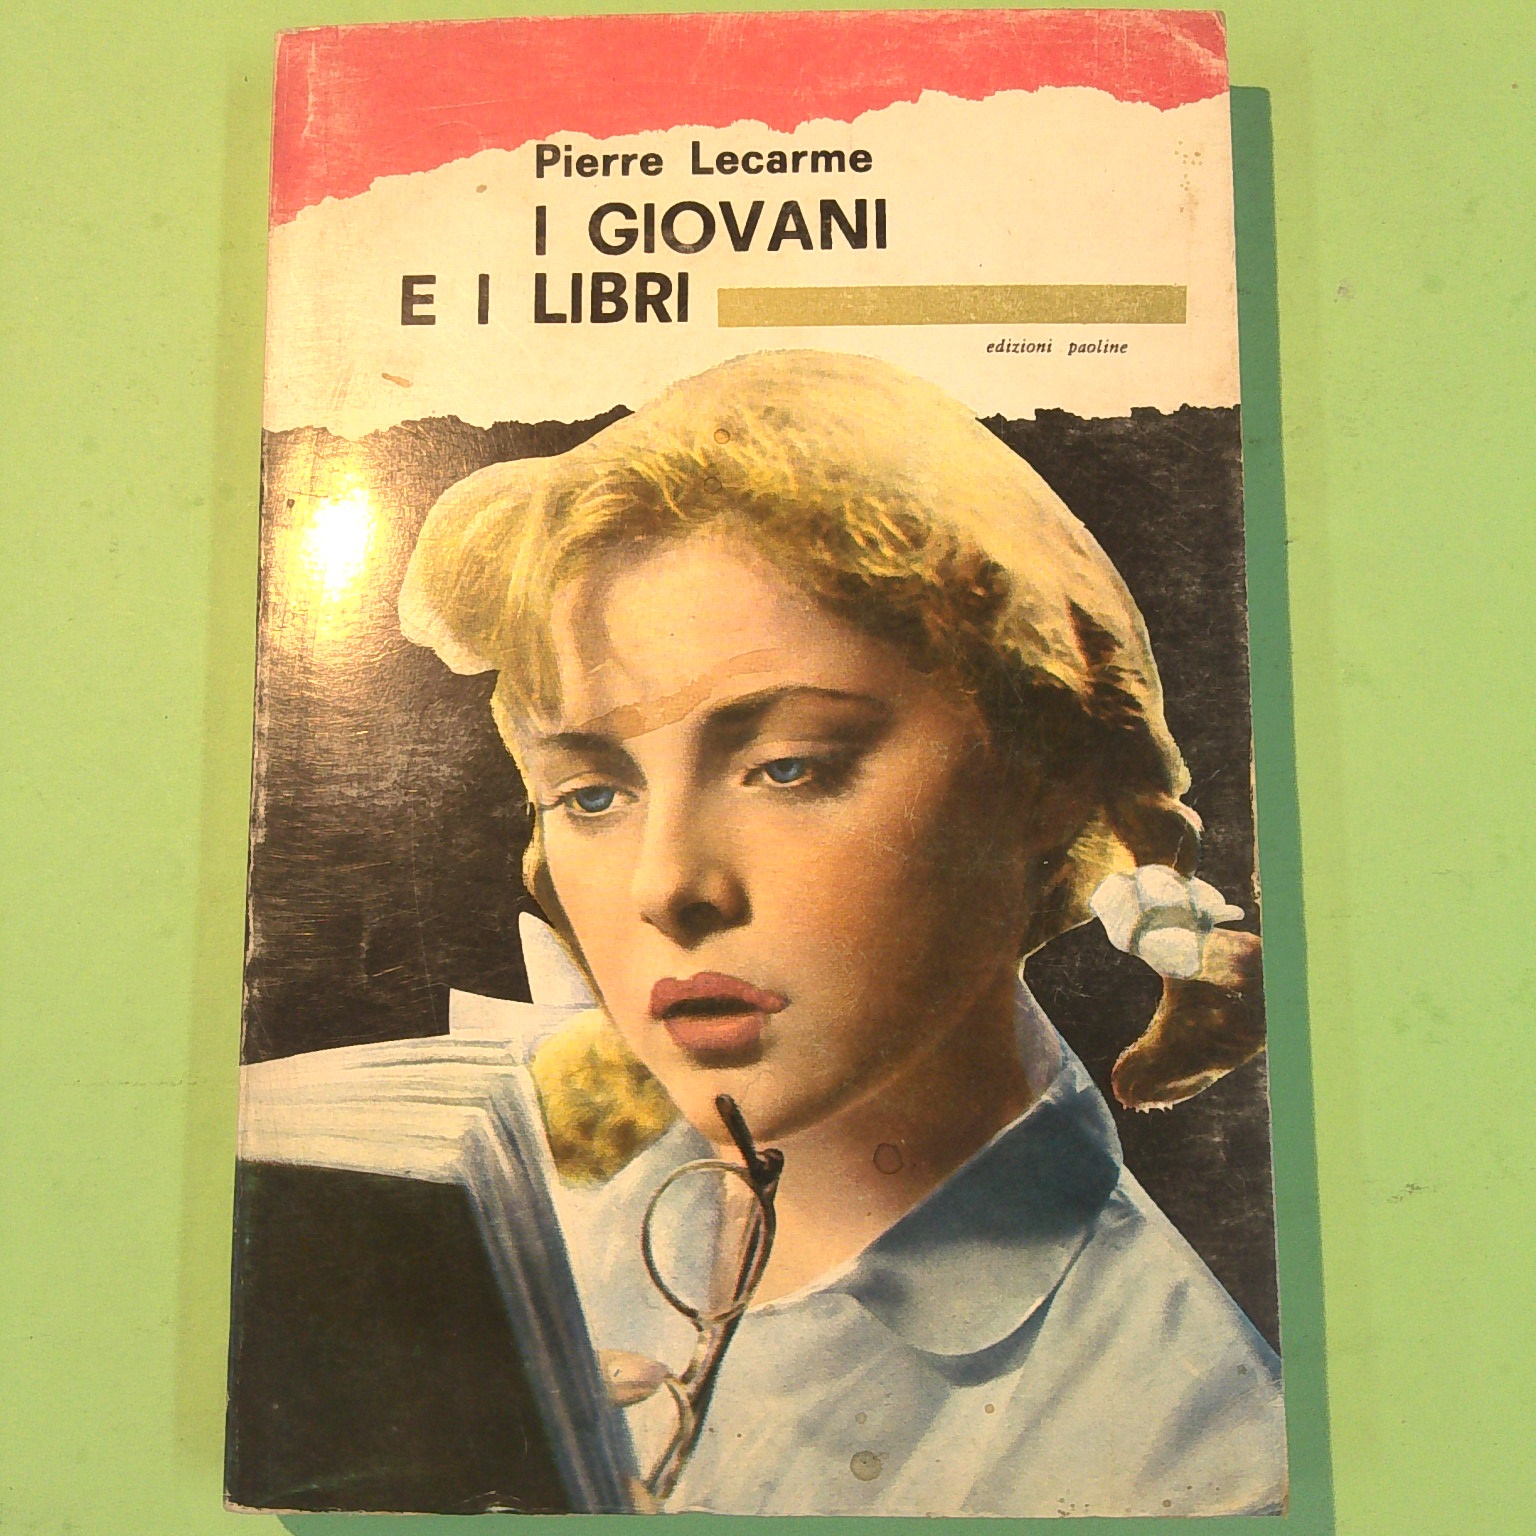 Pierre Lecarme
I GIOVANI
E I LIBRI
edizioni paoline